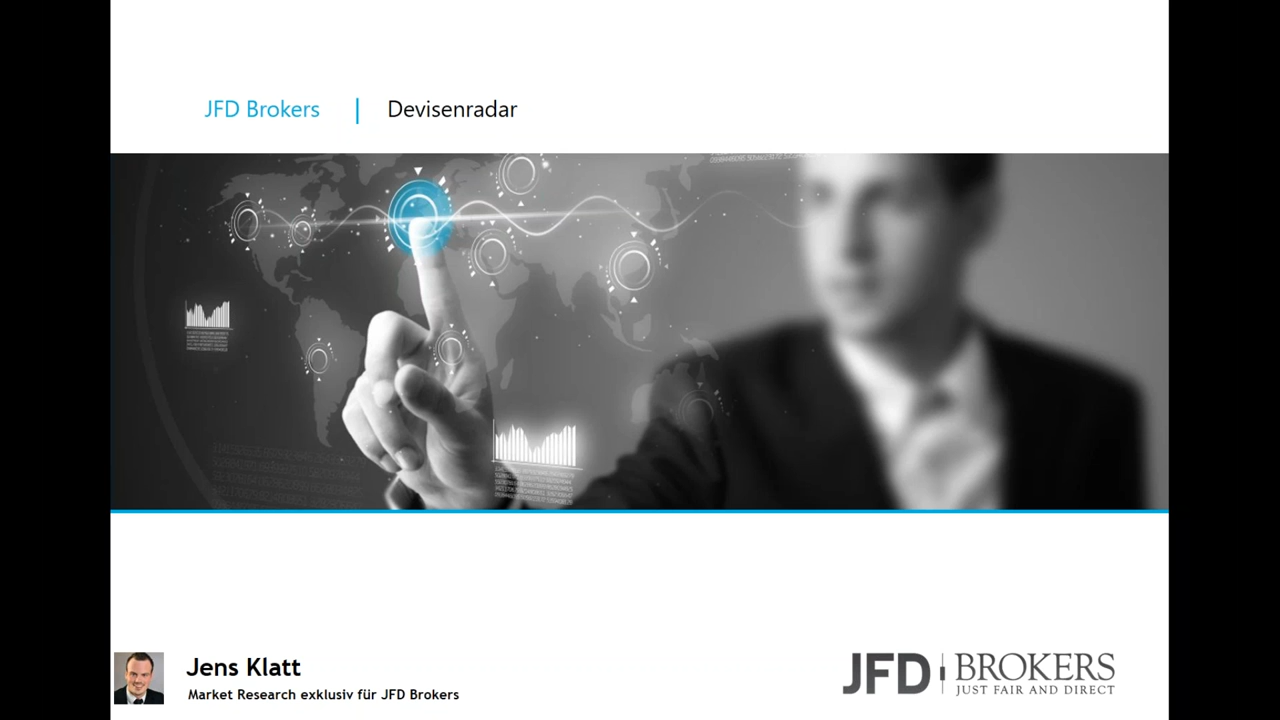 JFD Brokers | Devisenradar
Jens Klatt
Market Research exklusiv für JFD Brokers
JFD | BROKERS
JUST FAIR AND DIRECT